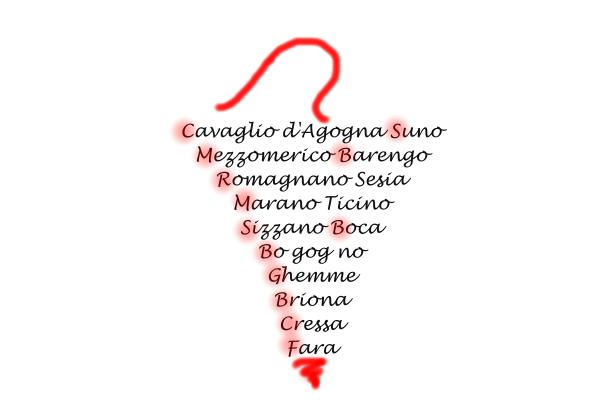 Cavaglio d'Agogna Suno
Mezzomerico Barengo
Romagnano Sesia
Marano Ticino
Sizzano Boca
Bo gog no
Ghemme
Briona
Cressa
Fara